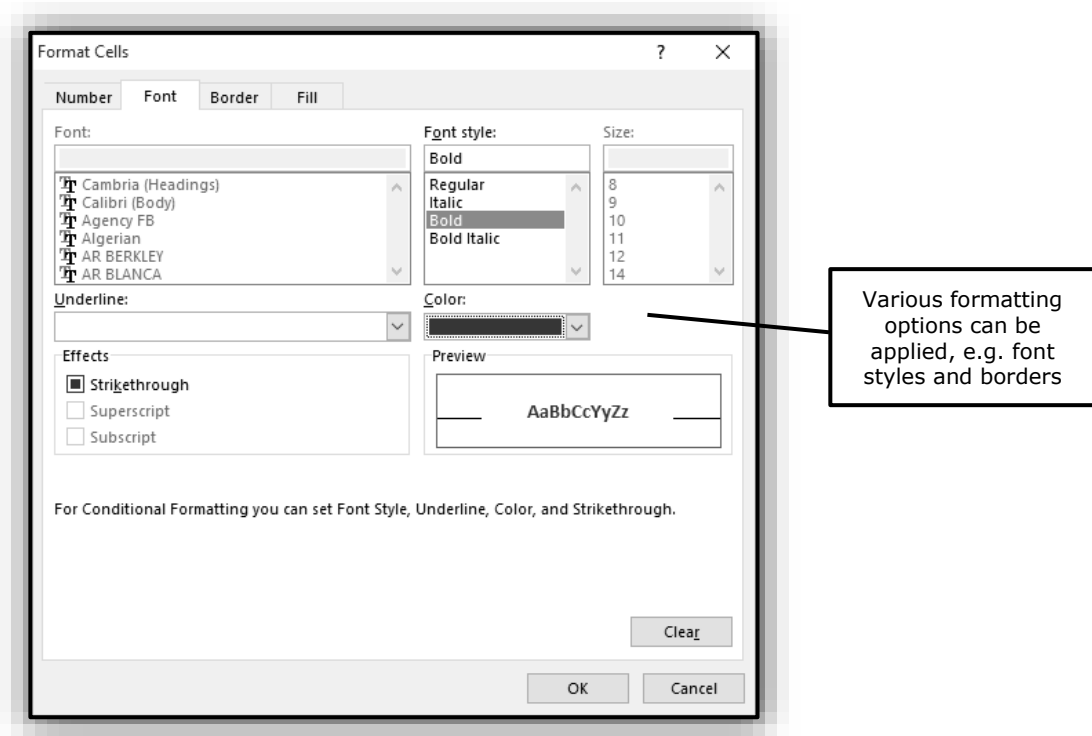 Format Cells
?
Number Font Border Fill
Font:
Font style:
Size:
Bold
Cambria (Headings)
Calibri (Body)
Agency FB
Algerian
AR BERKLEY
AR BLANCA
Regular
Italic
Bold
Bold Italic
8
9
10
11
12
14
Underline:
Color:
Effects
Strikethrough
Superscript
Subscript
Preview
AaBbCcYyZz
For Conditional Formatting you can set Font Style, Underline, Color, and Strikethrough.
Clear
OK
Cancel
Various formatting
options can be
applied, e.g. font
styles and borders